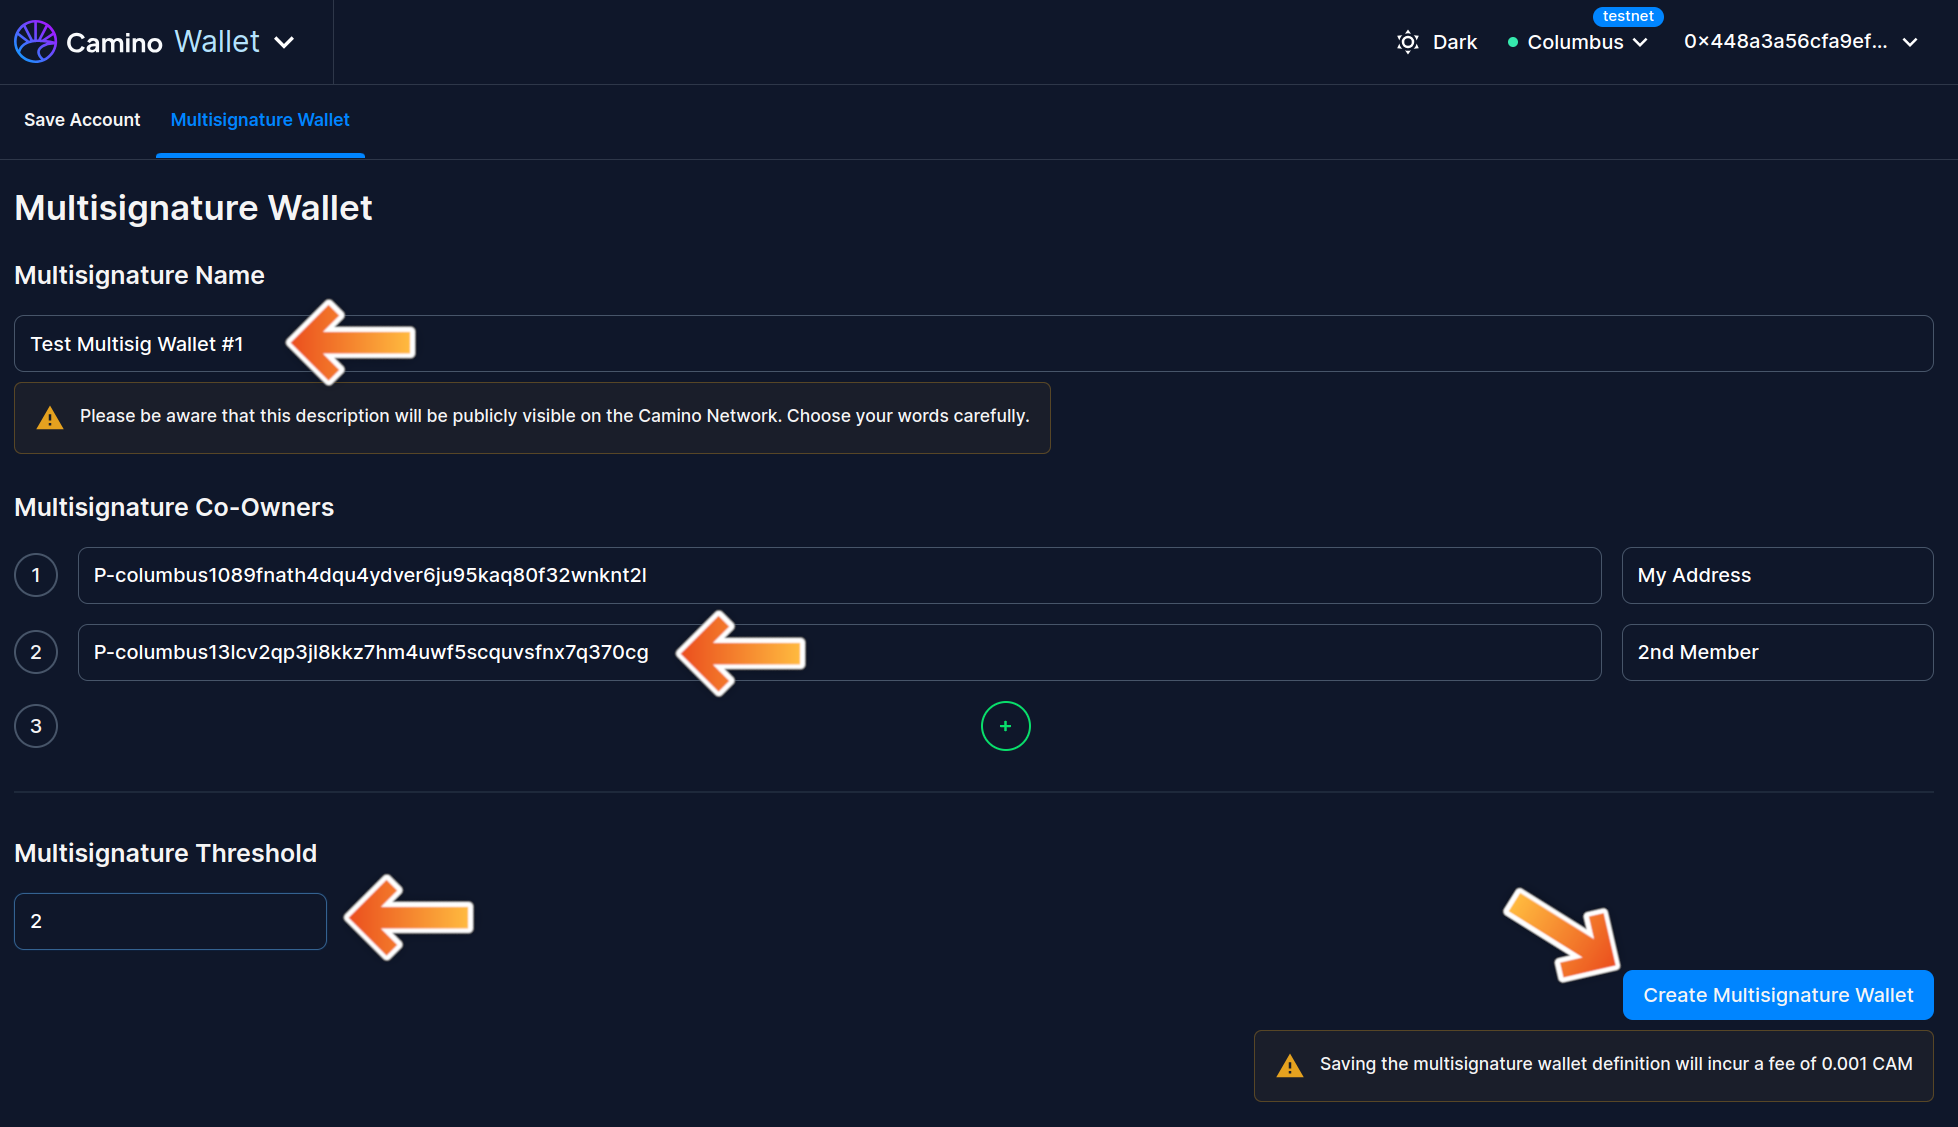 testnet
Camino Wallet
Dark
Columbus
0x448a3a56cfa9ef...
Save Account
Multisignature Wallet
Multisignature Wallet
Multisignature Name
Test Multisig Wallet #1
Please be aware that this description will be publicly visible on the Camino Network. Choose your words carefully.
Multisignature Co-Owners
1
P-columbus1089fnath4dqu4ydver6ju95kaq80f32wnknt2l
My Address
2
P-columbus13lcv2qp3jl8kkz7hm4uwf5scquvsfnx7q370cg
2nd Member
3
+
Multisignature Threshold
2
Create Multisignature Wallet
Saving the multisignature wallet definition will incur a fee of 0.001 CAM